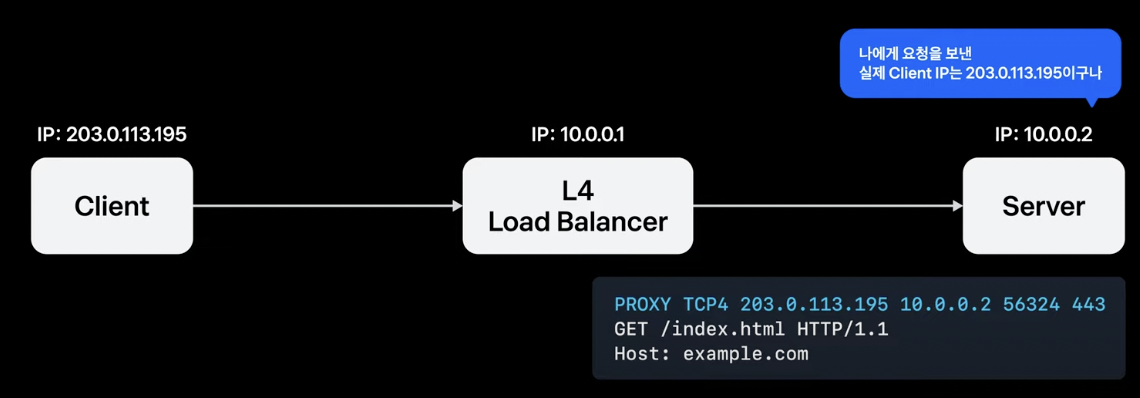 나에게 요청을 보낸
실제 Client IP는 203.0.113.195이구나
IP: 203.0.113.195
IP: 10.0.0.1
IP: 10.0.0.2
Client
L4
Load Balancer
Server
PROXY TCP4 203.0.113.195 10.0.0.2 56324 443
GET /index.html HTTP/1.1
Host: example.com